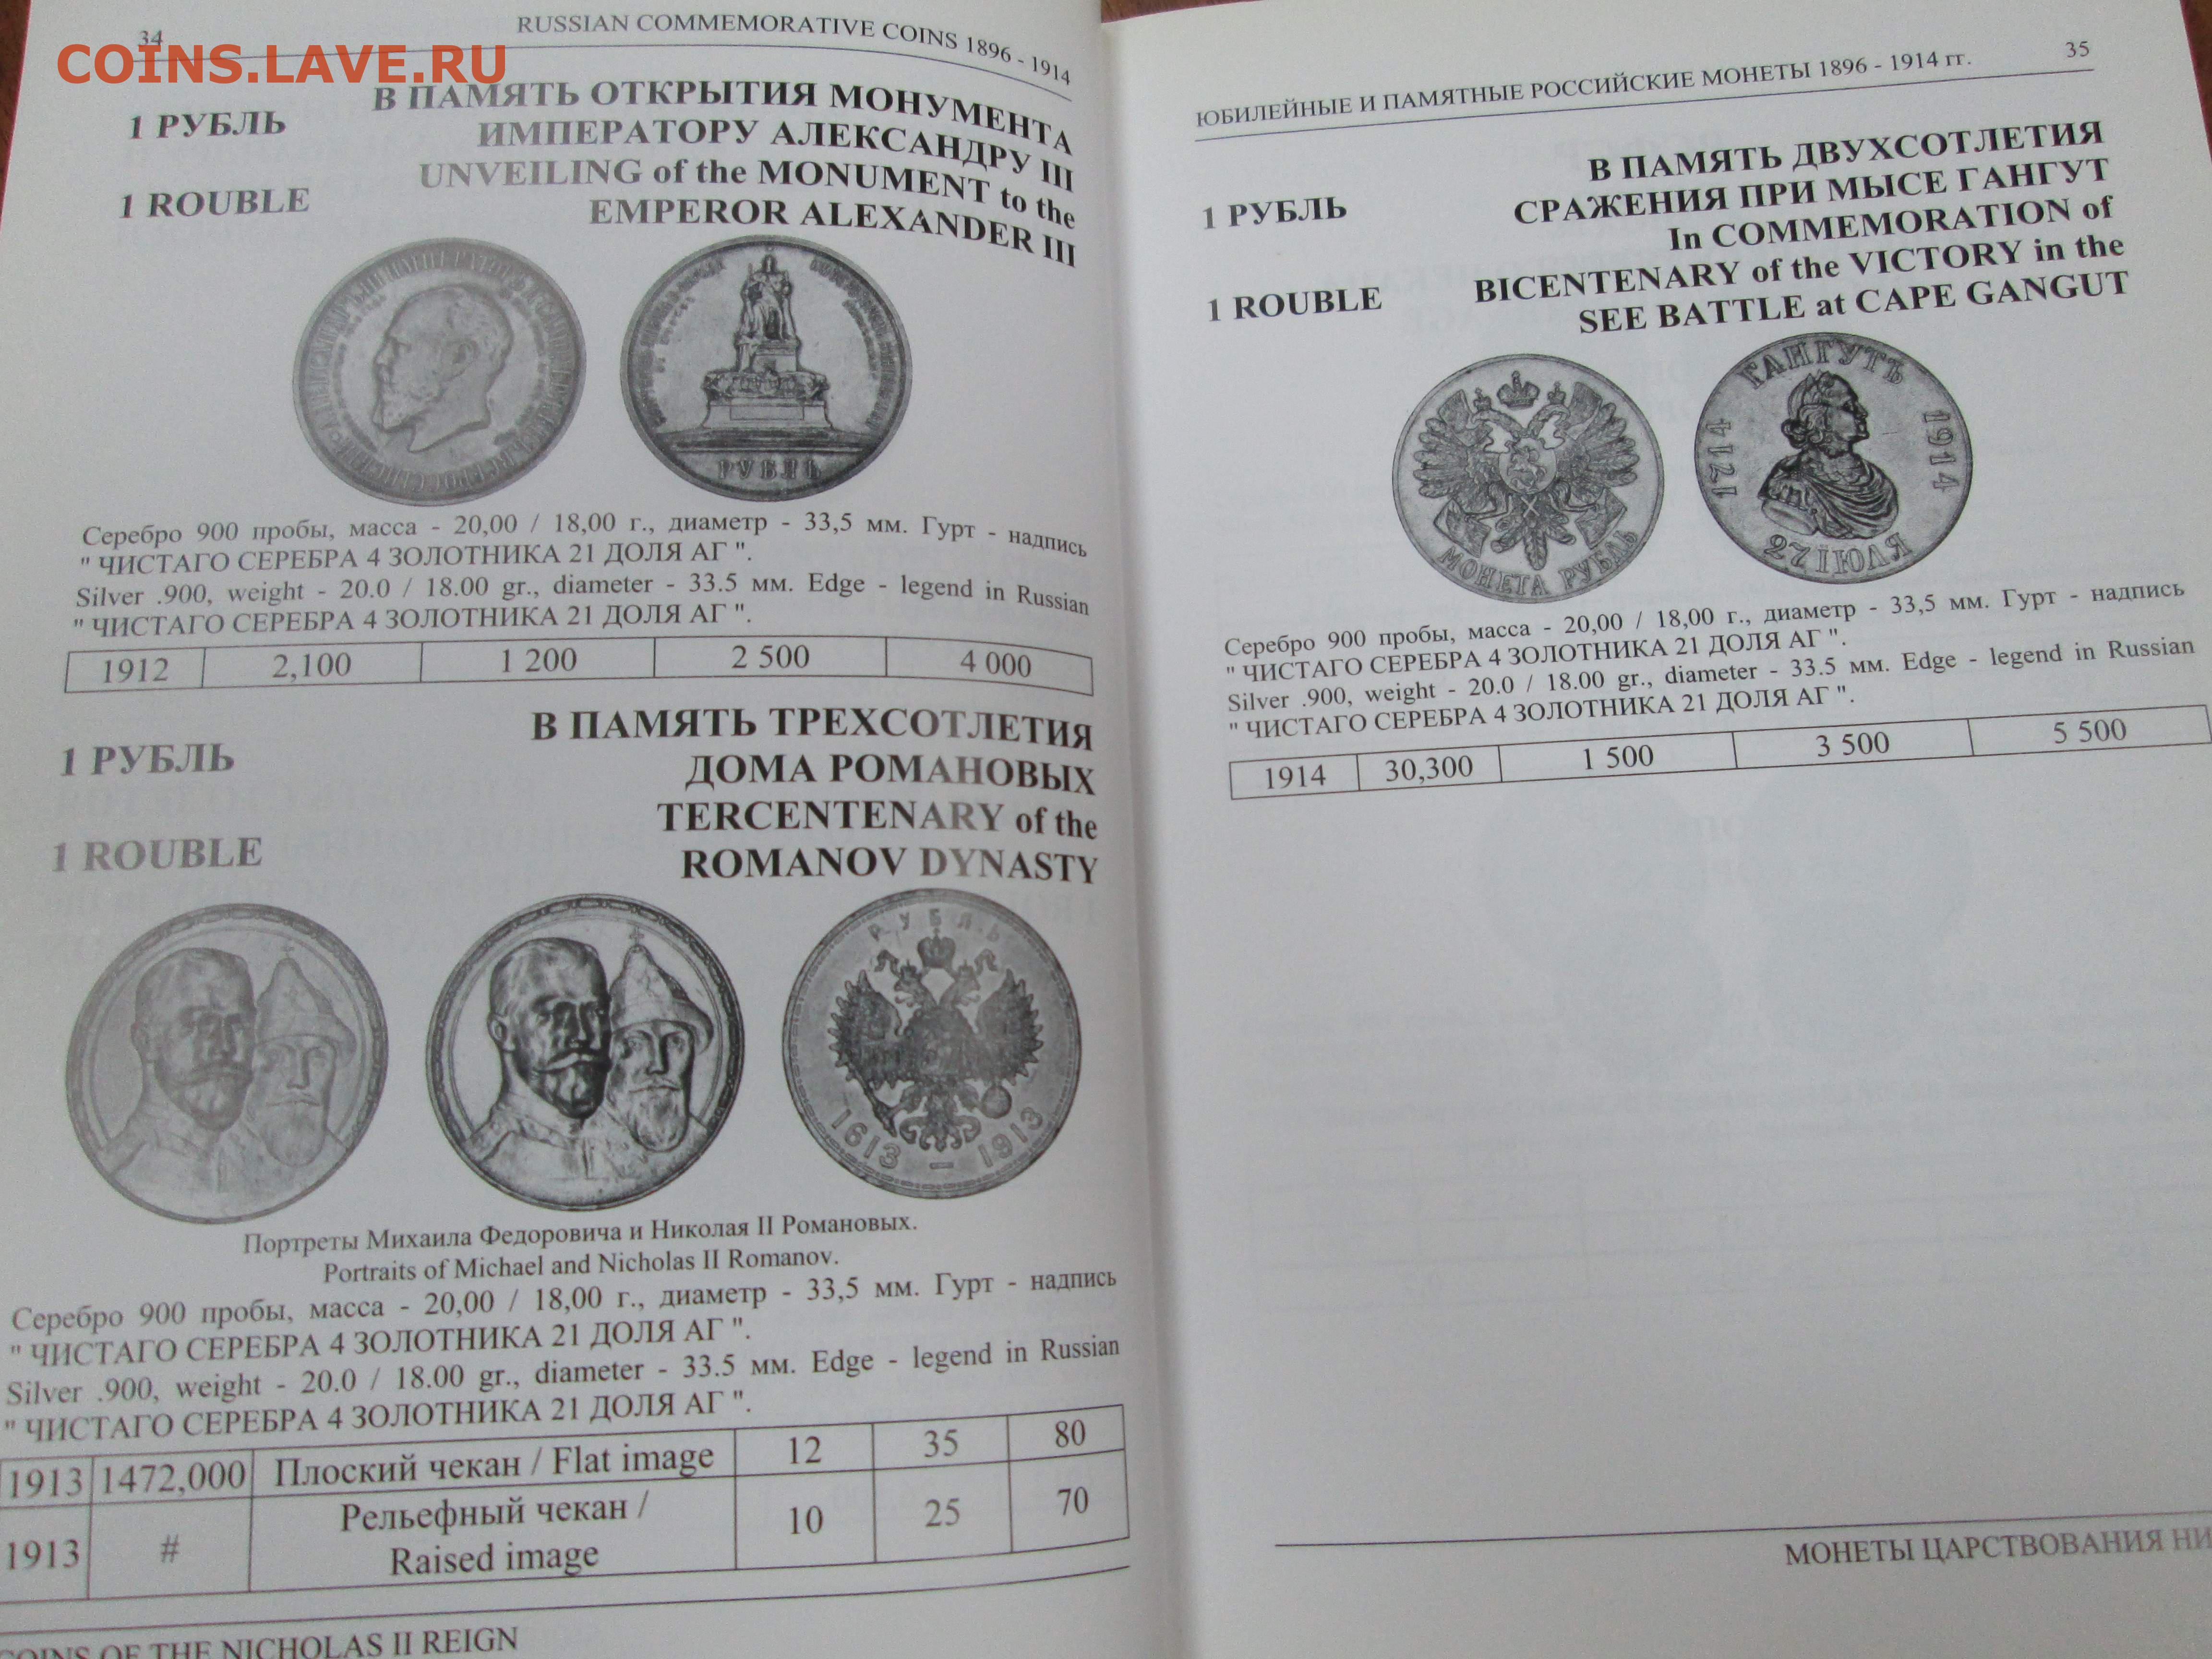 COINS.LAVE.RU
34
RUSSIAN COMMEMORATIVE COINS 1896 - 1914
1 РУБЛЬ
В ПАМЯТЬ ОТКРЫТИЯ МОНУМЕНТА
ИМПЕРАТОРУ АЛЕКСАНДРУ III
1 ROUBLE
UNVEILING of the MONUMENT to the
EMPEROR ALEXANDER III
РУБЛЬ
Серебро 900 пробы, масса - 20,00 / 18,00 г., диаметр - 33,5 мм. Гурт - надпись
" ЧИСТАГО СЕРЕБРА 4 ЗОЛОТНИКА 21 ДОЛЯ АГ ".
Silver .900, weight - 20.0 / 18.00 gr., diameter - 33.5 мм. Edge - legend in Russian
" ЧИСТАГО СЕРЕБРА 4 ЗОЛОТНИКА 21 ДОЛЯ АГ ".
1912 2,100 1 200 2 500 4 000
1 РУБЛЬ
В ПАМЯТЬ ТРЕХСОТЛЕТИЯ
ДОМА РОМАНОВЫХ
1 ROUBLE
TERCENTENARY of the
ROMANOV DYNASTY
РУБЛЬ
1613 – 1913
Портреты Михаила Федоровича и Николая II Романовых.
Portraits of Michael and Nicholas II Romanov.
Серебро 900 пробы, масса - 20,00 / 18,00 г., диаметр - 33,5 мм. Гурт - надпись
" ЧИСТАГО СЕРЕБРА 4 ЗОЛОТНИКА 21 ДОЛЯ АГ ".
Silver .900, weight - 20.0 / 18.00 gr., diameter - 33.5 мм. Edge - legend in Russian
" ЧИСТАГО СЕРЕБРА 4 ЗОЛОТНИКА 21 ДОЛЯ АГ ".
1913 1472,000 Плоский чекан / Flat image 12 35 80
1913 # Рельефный чекан /
Raised image 10 25 70
COINS OF THE NICHOLAS II REIGN
ЮБИЛЕЙНЫЕ И ПАМЯТНЫЕ РОССИЙСКИЕ МОНЕТЫ 1896 - 1914 гг.
35
1 РУБЛЬ
В ПАМЯТЬ ДВУХСОТЛЕТИЯ
СРАЖЕНИЯ ПРИ МЫСЕ ГАНГУТ
1 ROUBLE
In COMMEMORATION of
BICENTENARY of the VICTORY in the
SEE BATTLE at CAPE GANGUT
МОНЕТА РУБЛЬ
ГАНГУТЪ
1714
1914
27 ІЮЛЯ
Серебро 900 пробы, масса - 20,00 / 18,00 г., диаметр - 33,5 мм. Гурт - надпись
" ЧИСТАГО СЕРЕБРА 4 ЗОЛОТНИКА 21 ДОЛЯ АГ ".
Silver .900, weight - 20.0 / 18.00 gr., diameter - 33.5 мм. Edge - legend in Russian
" ЧИСТАГО СЕРЕБРА 4 ЗОЛОТНИКА 21 ДОЛЯ АГ ".
1914 30,300 1 500 3 500 5 500
МОНЕТЫ ЦАРСТВОВАНИЯ НИ